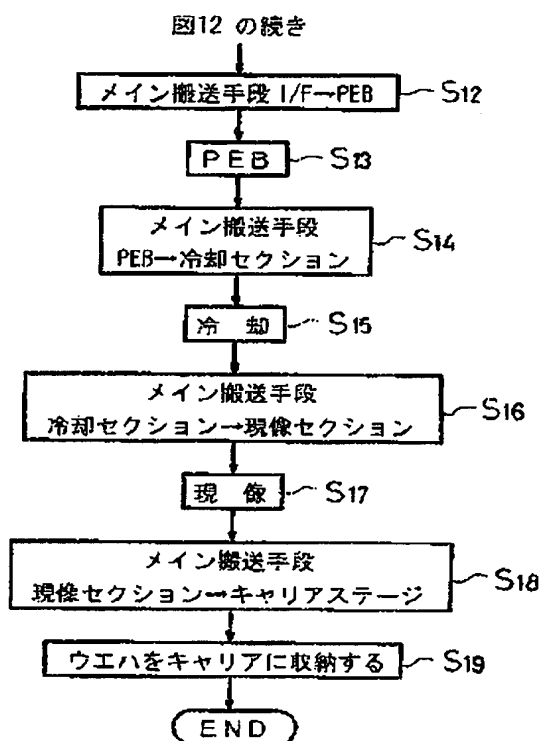 図12 の続き
メイン搬送手段 I/F→PEB S12
PEB S13
メイン搬送手段
PEB→冷却セクション S14
冷 却 S15
メイン搬送手段
冷却セクション→現像セクション S16
現 像 S17
メイン搬送手段
現像セクション→キャリアステージ S18
ウエハをキャリアに収納する S19
END